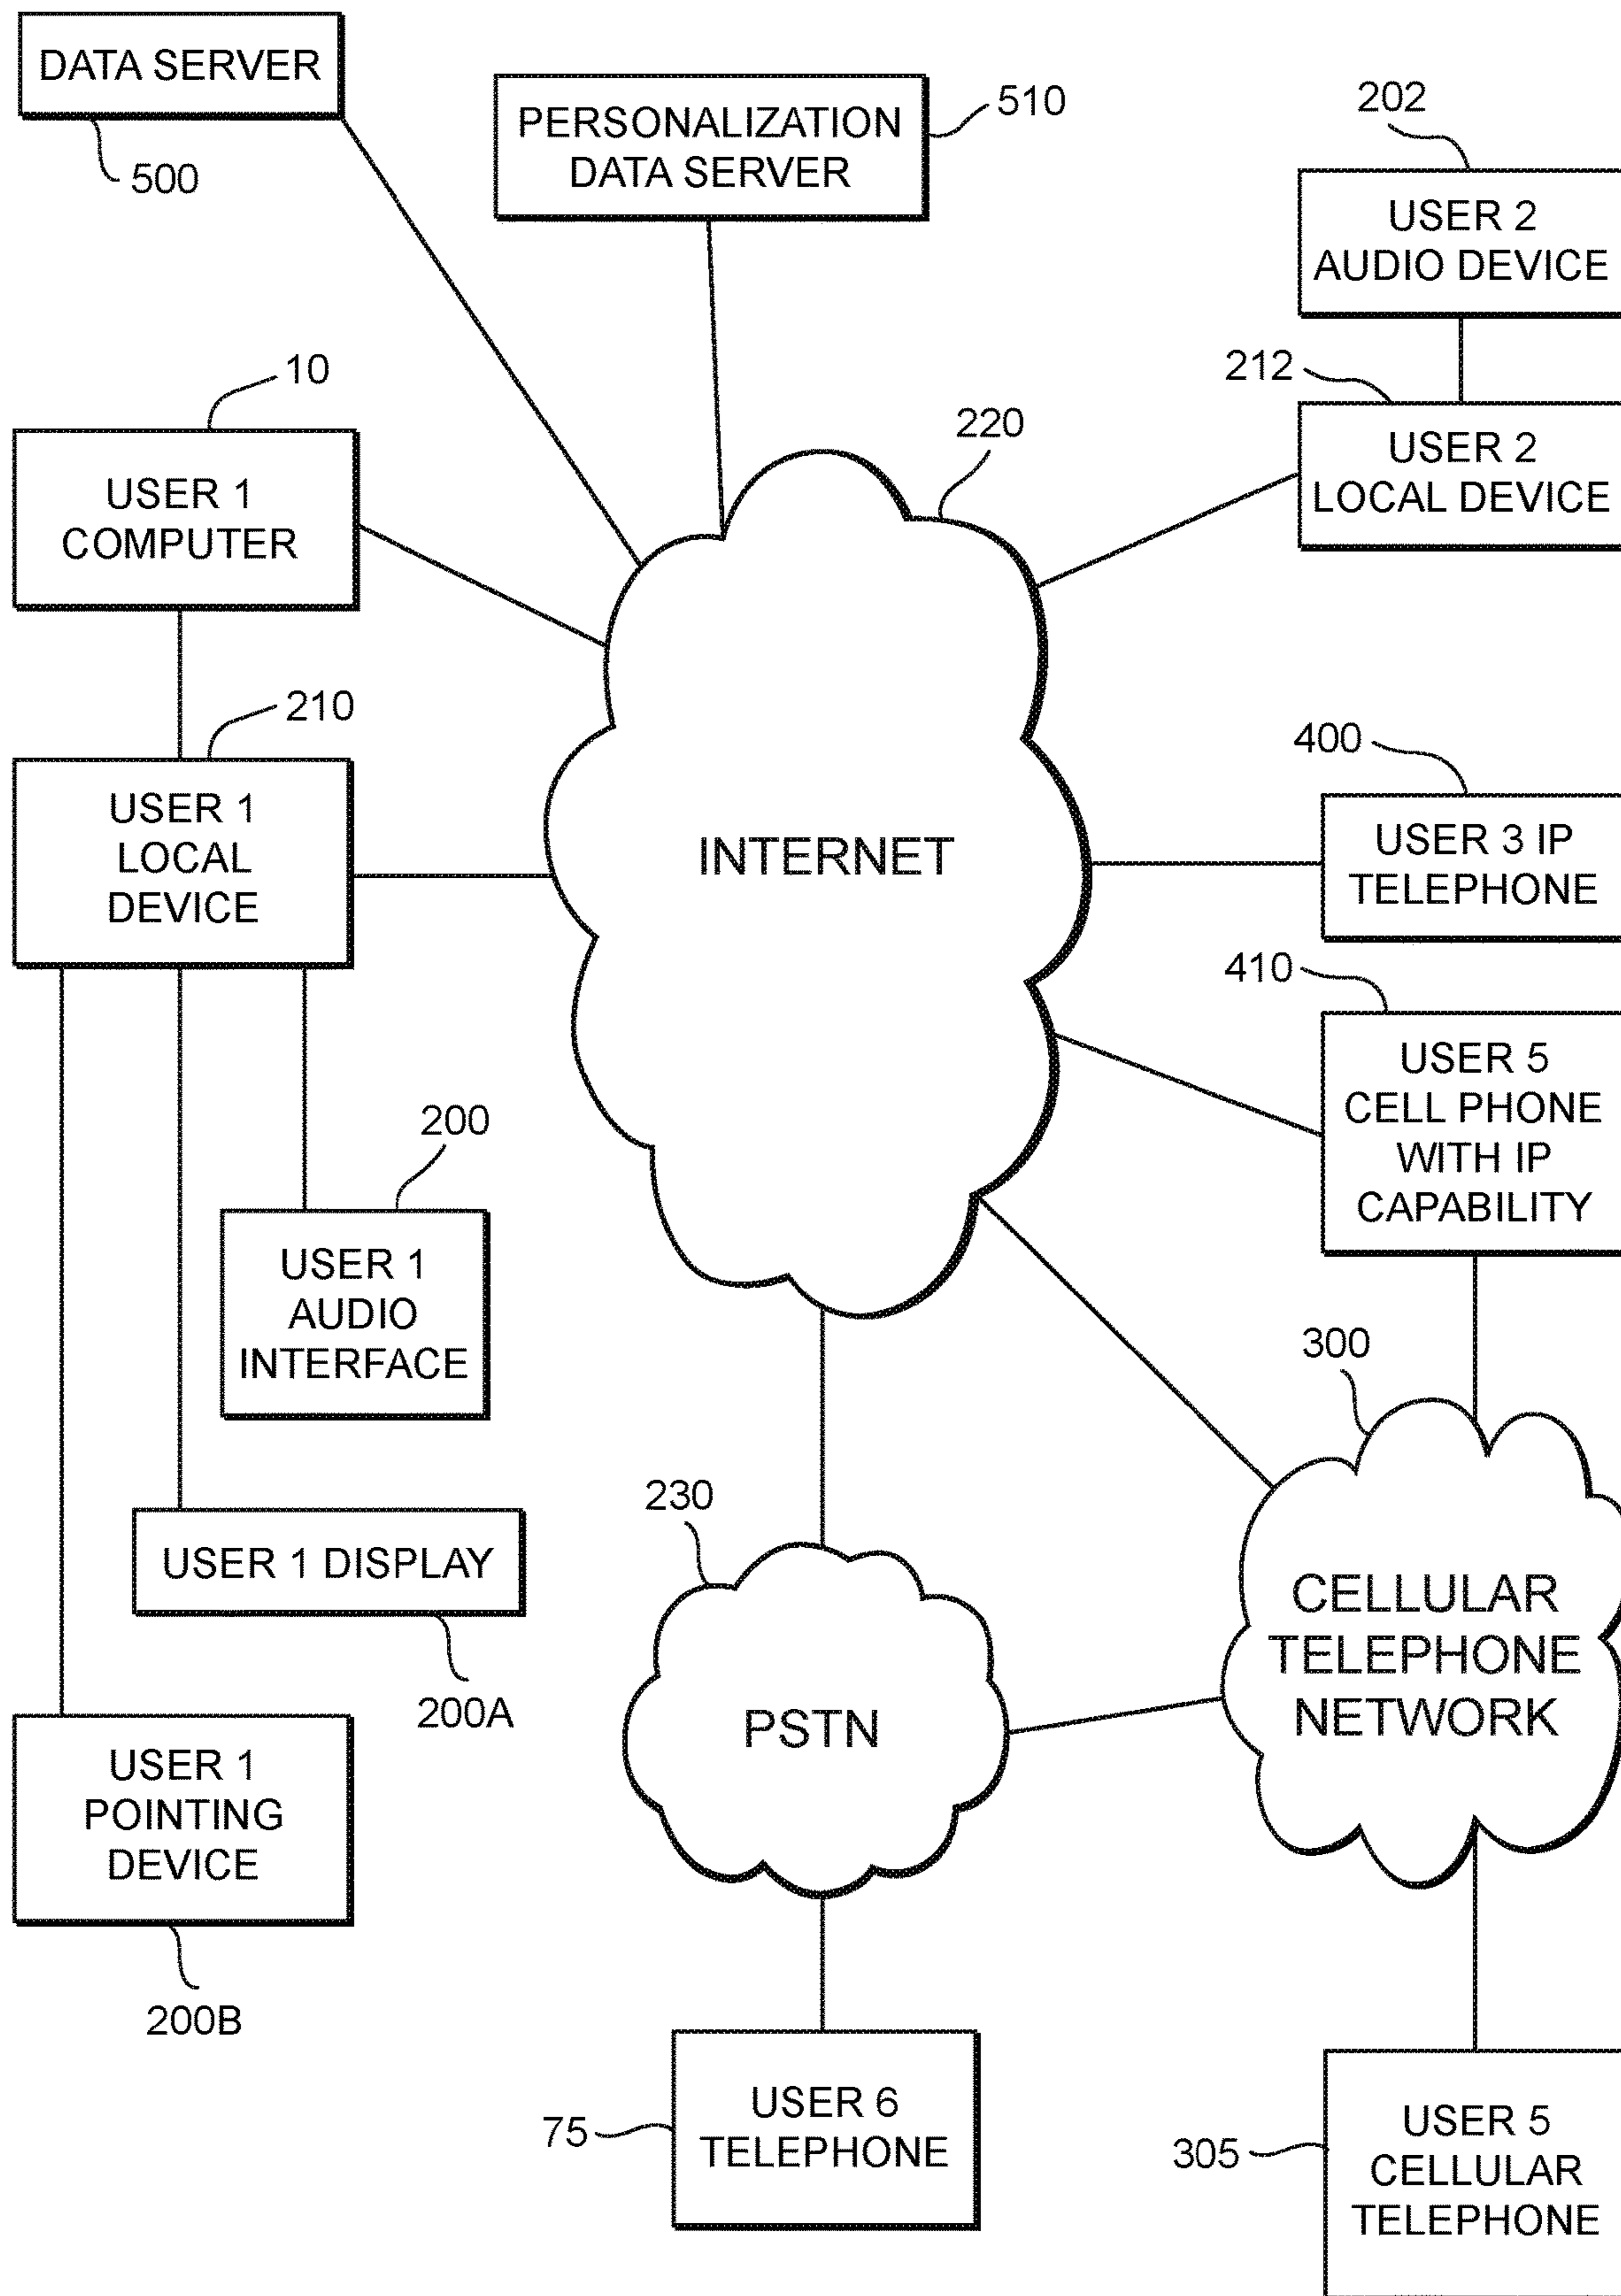 DATA SERVER
500
PERSONALIZATION
DATA SERVER
510
202
USER 2
AUDIO DEVICE
212
USER 2
LOCAL DEVICE
10
USER 1
COMPUTER
220
210
USER 1
LOCAL
DEVICE
INTERNET
400
USER 3 IP
TELEPHONE
410
USER 5
CELL PHONE
WITH IP
CAPABILITY
200
USER 1
AUDIO
INTERFACE
300
USER 1 DISPLAY
200A
230
PSTN
CELLULAR
TELEPHONE
NETWORK
USER 1
POINTING
DEVICE
200B
75
USER 6
TELEPHONE
305
USER 5
CELLULAR
TELEPHONE